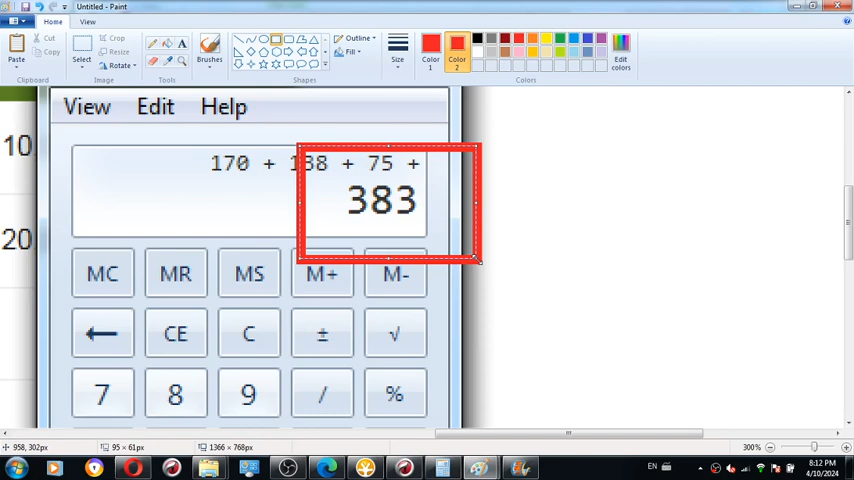 Untitled - Paint
Home
View
Paste
Cut
Copy
Clipboard
Select
Crop
Resize
Rotate
Image
A
Tools
Brushes
Outline
Fill
Shapes
Size
Color
1
Color
2
Edit
colors
Colors
View Edit Help
10
170 + 138 + 75 +
383
20
MC MR MS M+ M-
← CE C ± √
7 8 9 / %
958, 302px
95 × 61px
1366 × 768px
300%
EN
8:12 PM
4/10/2024